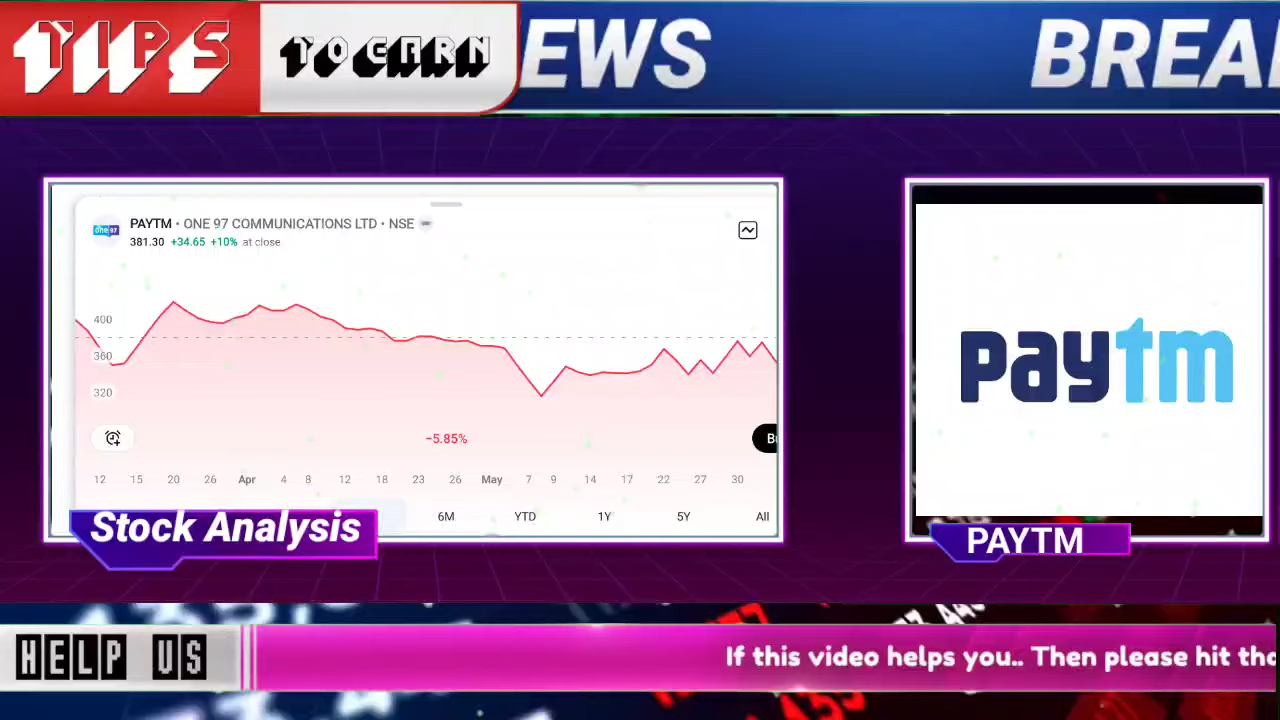 TIPS
TO EARN
EWS
BREA
PAYTM • ONE 97 COMMUNICATIONS LTD • NSE
one97
381.30 +34.65 +10% at close
400
360
320
−5.85%
12 15 20 26 Apr 4 8 12 18 23 26 May 7 9 14 17 22 27 30
6M YTD 1Y 5Y All
Stock Analysis
paytm
PAYTM
HELP US
If this video helps you.. Then please hit